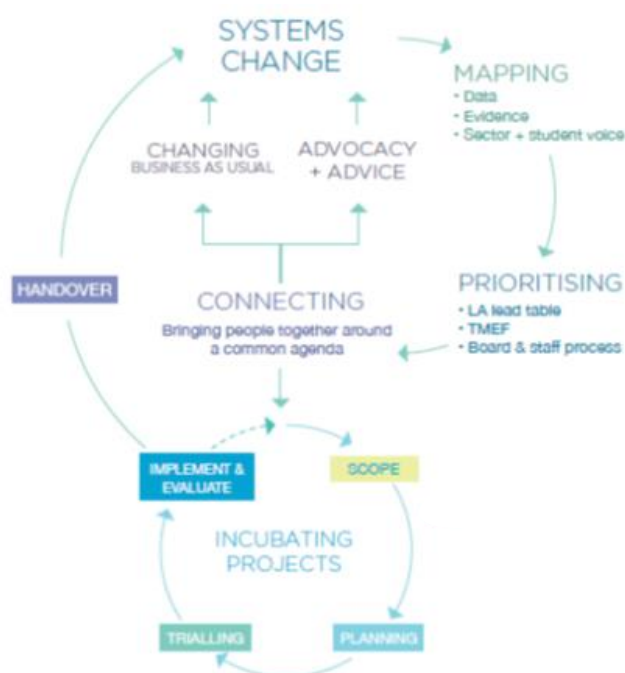 SYSTEMS
CHANGE
MAPPING
• Data
• Evidence
• Sector + student voice
CHANGING
BUSINESS AS USUAL
ADVOCACY
+ ADVICE
HANDOVER
CONNECTING
Bringing people together around
a common agenda
PRIORITISING
• LA lead table
• TMEF
• Board & staff process
IMPLEMENT &
EVALUATE
SCOPE
INCUBATING
PROJECTS
TRIALLING
PLANNING